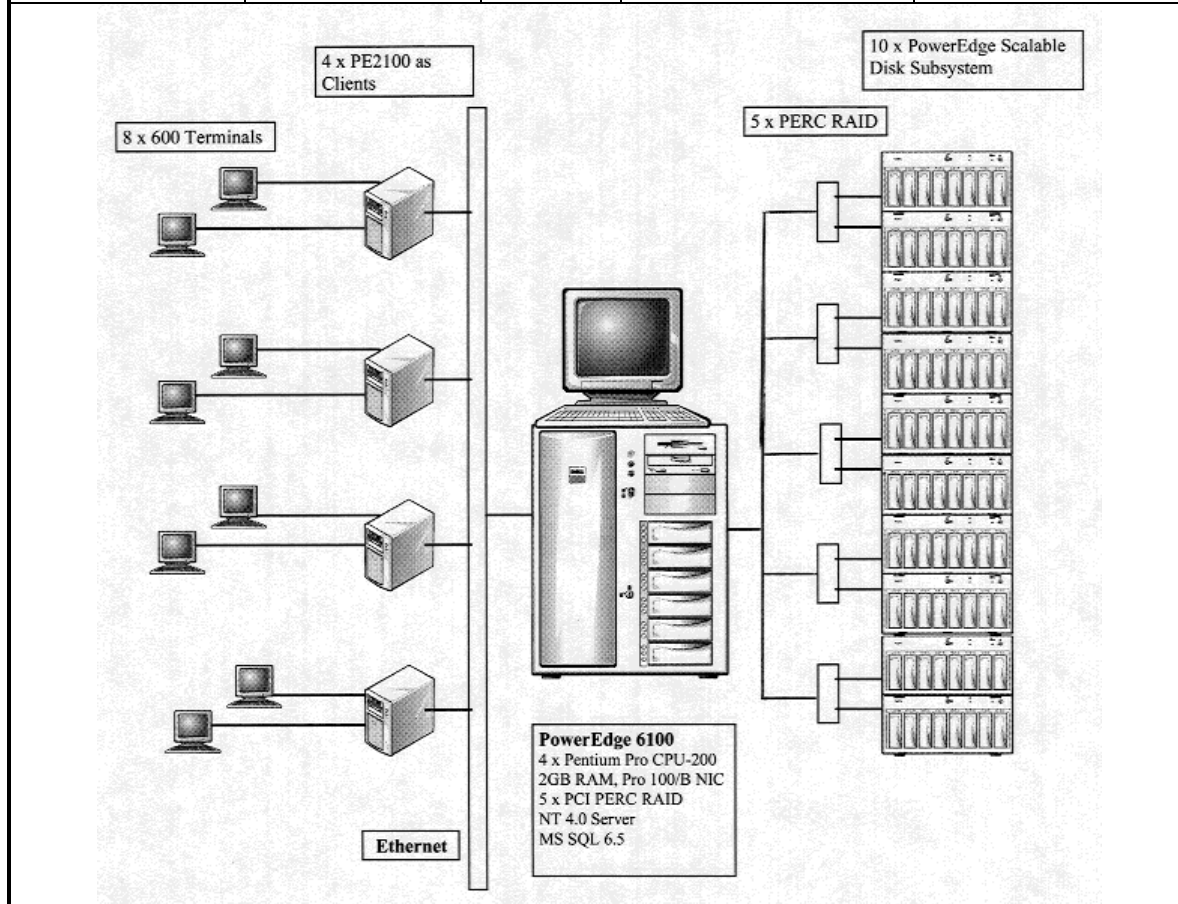 4 x PE2100 as
Clients
10 x PowerEdge Scalable
Disk Subsystem
5 x PERC RAID
8 x 600 Terminals
PowerEdge 6100
4 x Pentium Pro CPU-200
2GB RAM, Pro 100/B NIC
5 x PCI PERC RAID
NT 4.0 Server
MS SQL 6.5
Ethernet